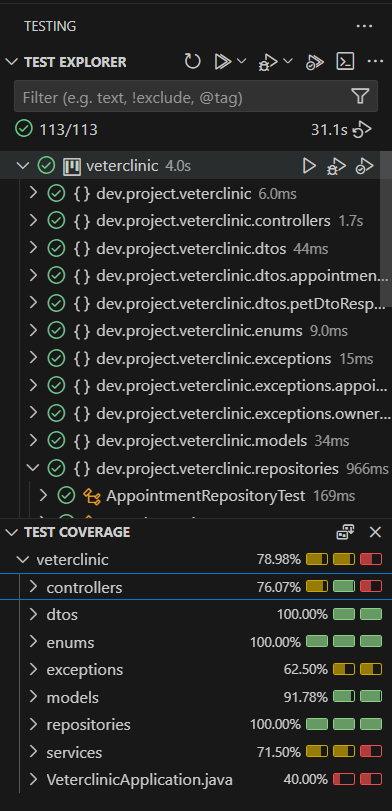 TESTING
TEST EXPLORER
Filter (e.g. text, !exclude, @tag)
113/113 31.1s
veterclinic 4.0s
{ } dev.project.veterclinic 6.0ms
{ } dev.project.veterclinic.controllers 1.7s
{ } dev.project.veterclinic.dtos 44ms
{ } dev.project.veterclinic.dtos.appointmen...
{ } dev.project.veterclinic.dtos.petDtoResp...
{ } dev.project.veterclinic.enums 9.0ms
{ } dev.project.veterclinic.exceptions 15ms
{ } dev.project.veterclinic.exceptions.appoi...
{ } dev.project.veterclinic.exceptions.owner...
{ } dev.project.veterclinic.models 34ms
{ } dev.project.veterclinic.repositories 966ms
AppointmentRepositoryTest 169ms
TEST COVERAGE
veterclinic 78.98%
controllers 76.07%
dtos 100.00%
enums 100.00%
exceptions 62.50%
models 91.78%
repositories 100.00%
services 71.50%
VeterclinicApplication.java 40.00%